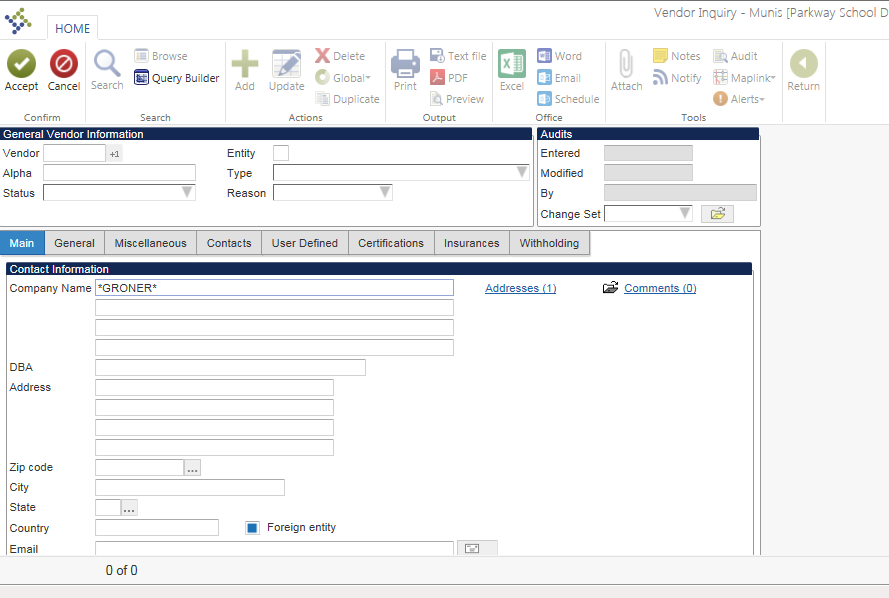 Vendor Inquiry - Munis [Parkway School D
HOME
Accept
Cancel
Confirm
Search
Browse
Query Builder
Search
Add
Update
Delete
Global
Duplicate
Actions
Print
Text file
PDF
Preview
Output
Excel
Word
Email
Schedule
Office
Attach
Notes
Notify
Audit
Maplink
Alerts
Tools
Return
General Vendor Information
Vendor +1 Entity
Alpha Type
Status Reason
Audits
Entered
Modified
By
Change Set
Main General Miscellaneous Contacts User Defined Certifications Insurances Withholding
Contact Information
Company Name *GRONER* Addresses (1) Comments (0)
DBA
Address
Zip code ...
City
State ...
Country Foreign entity
Email
0 of 0